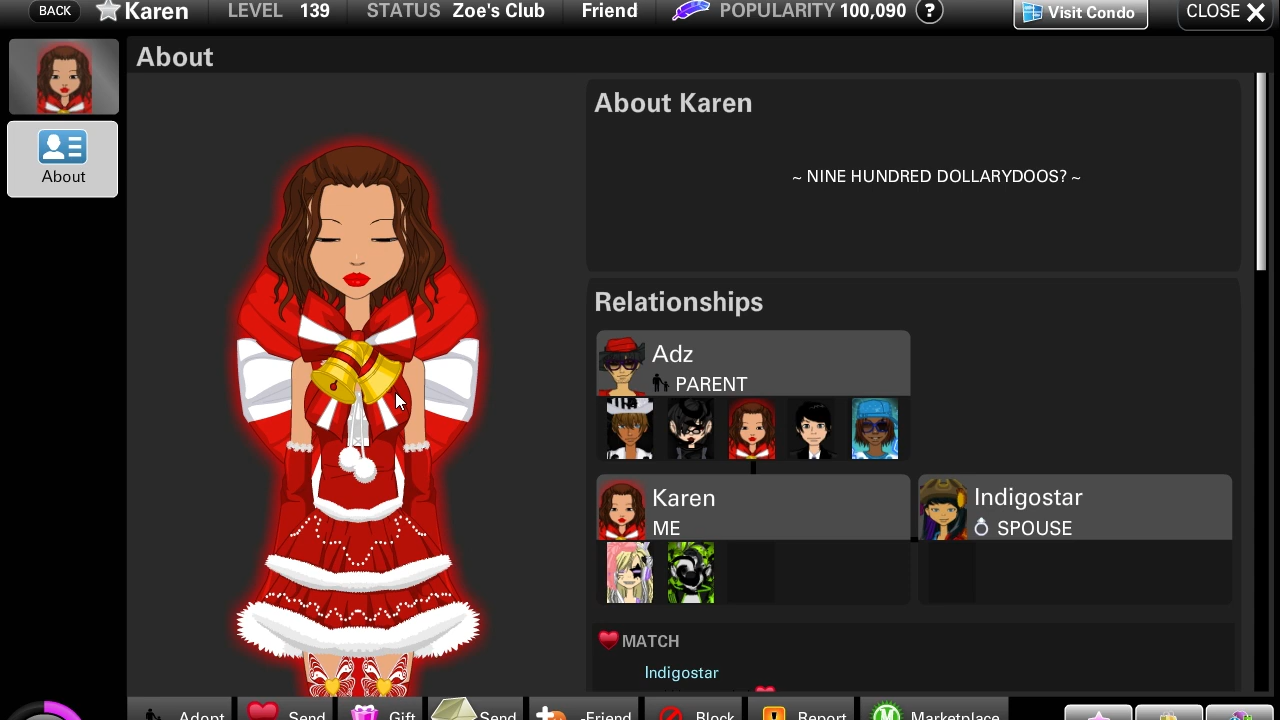 BACK Karen LEVEL 139 STATUS Zoe's Club Friend POPULARITY 100,090 ? Visit Condo CLOSE
About
About
About Karen
~ NINE HUNDRED DOLLARYDOOS? ~
Relationships
Adz
PARENT
Karen
ME
Indigostar
SPOUSE
MATCH
Indigostar
Adopt Send Gift Send -Friend Block Report Marketplace